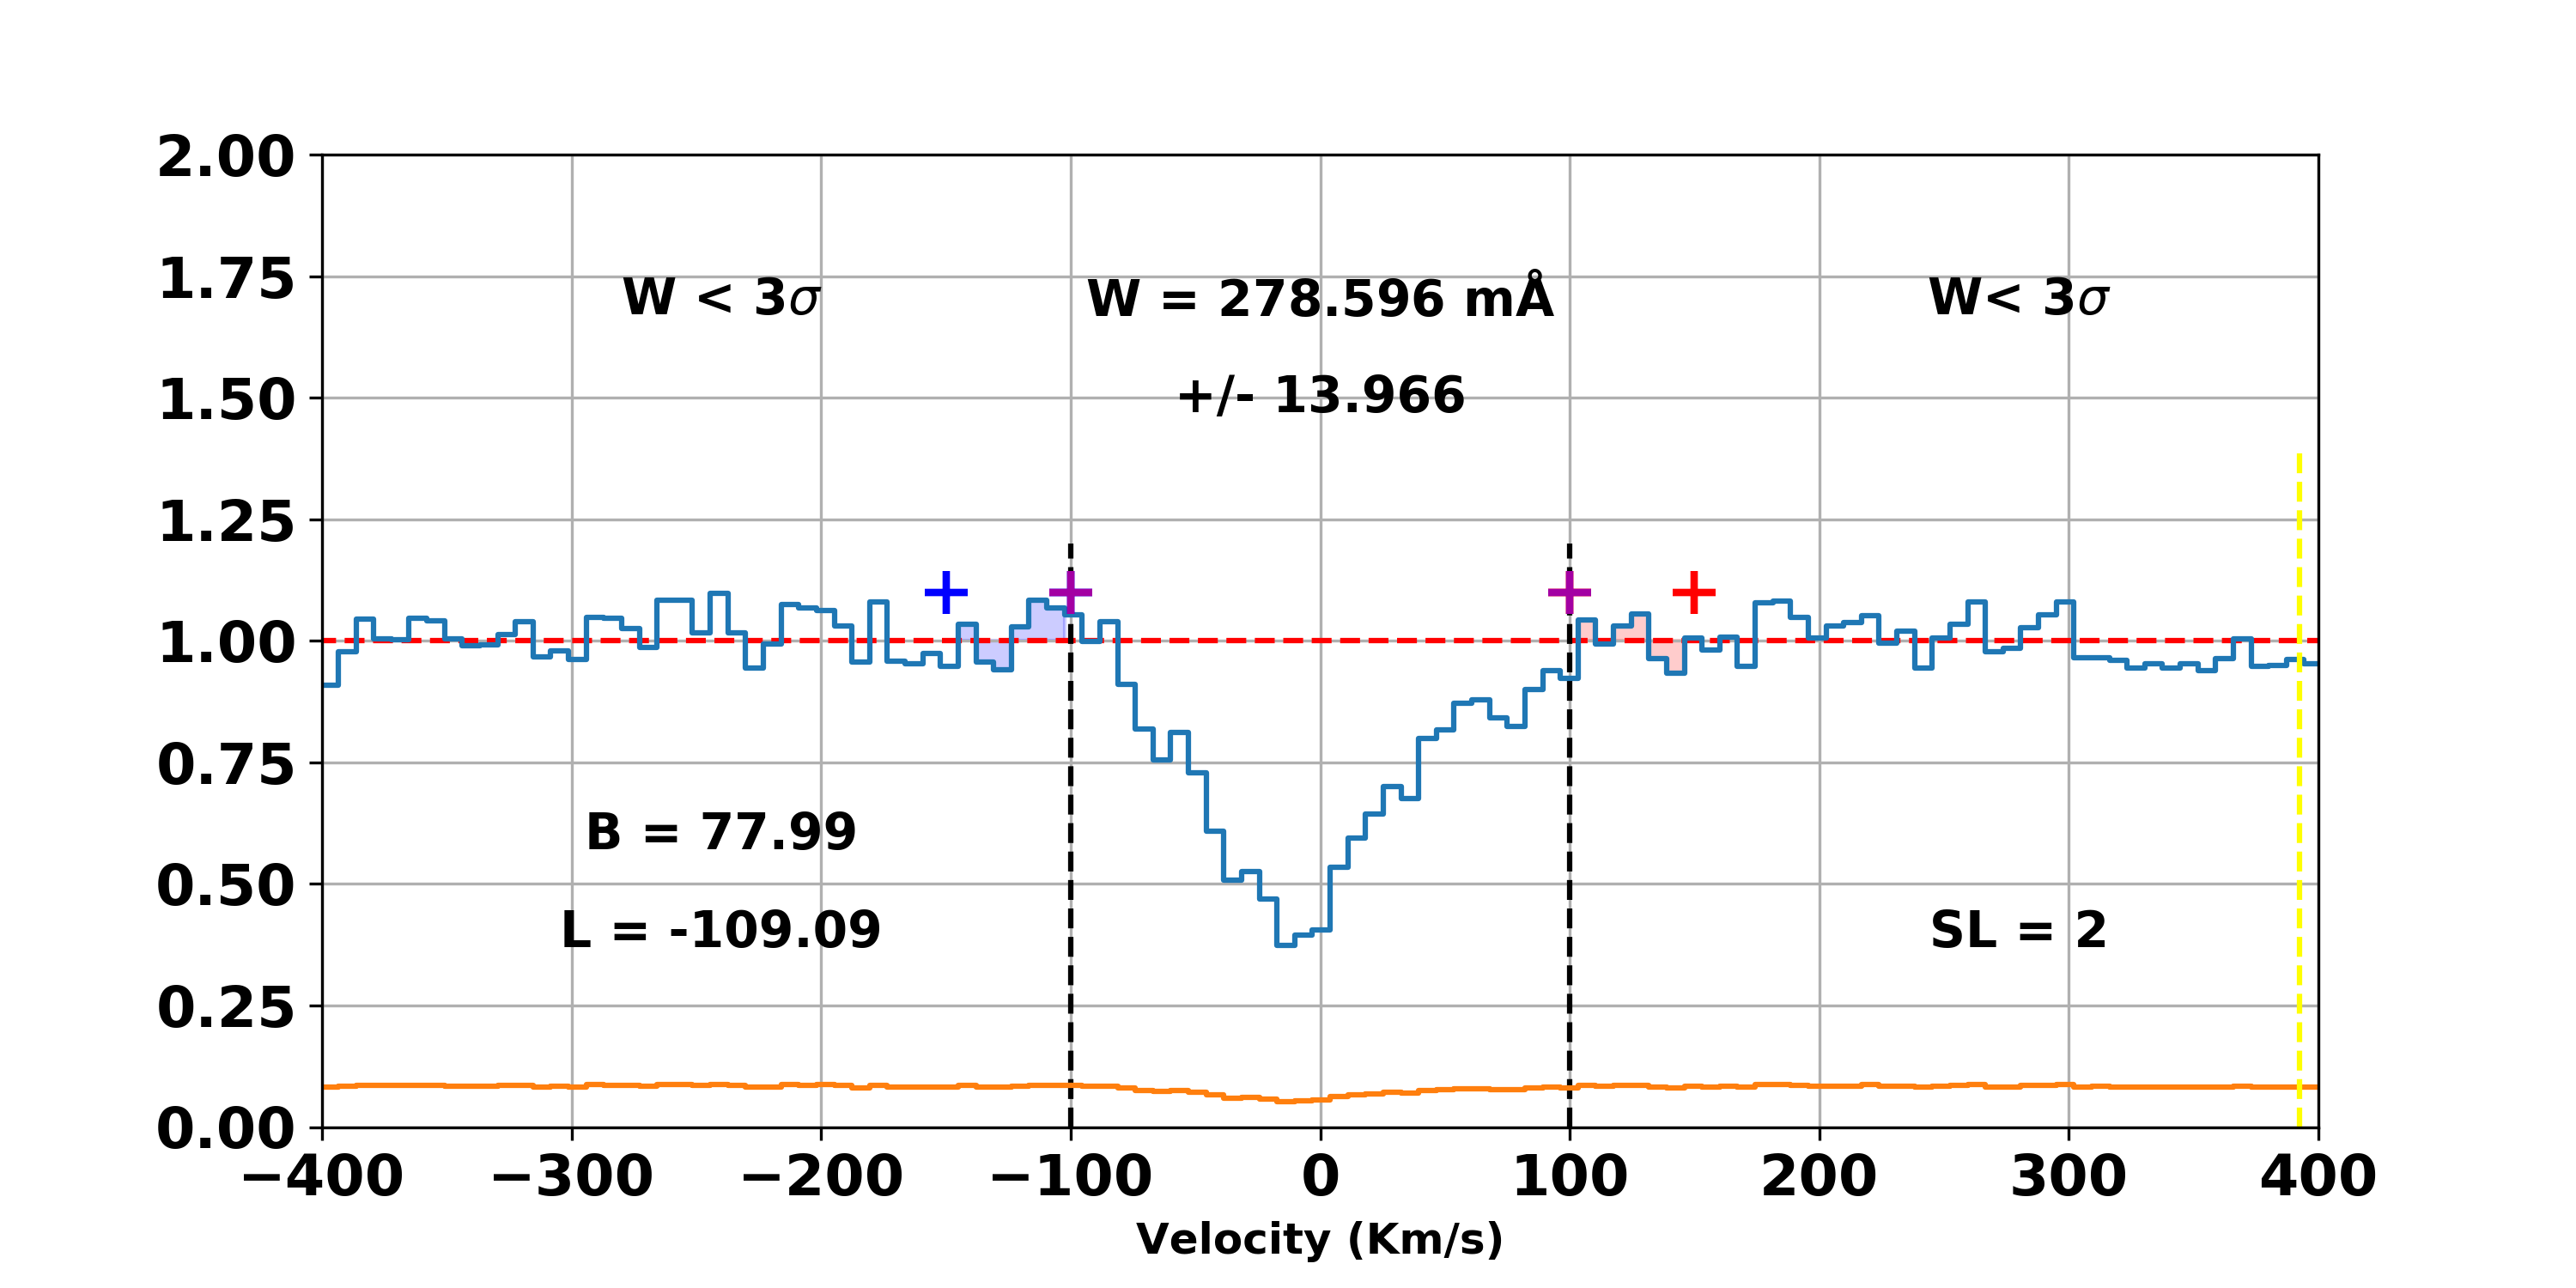 2.00
1.75
1.50
1.25
1.00
0.75
0.50
0.25
0.00
W < 3σ
W = 278.596 mÅ
+/- 13.966
W< 3σ
B = 77.99
L = -109.09
SL = 2
−400 −300 −200 −100 0 100 200 300 400
Velocity (Km/s)